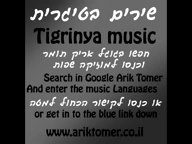 שירים בטיגרית
Tigrinya music
חפשו בגוגל אריק תומר
וכנסו למוזיקה שפות
Search in Google Arik Tomer
And enter the music Languages
או כנסו לקישור הכחול למטה
or get in to the blue link down
www.ariktomer.co.il